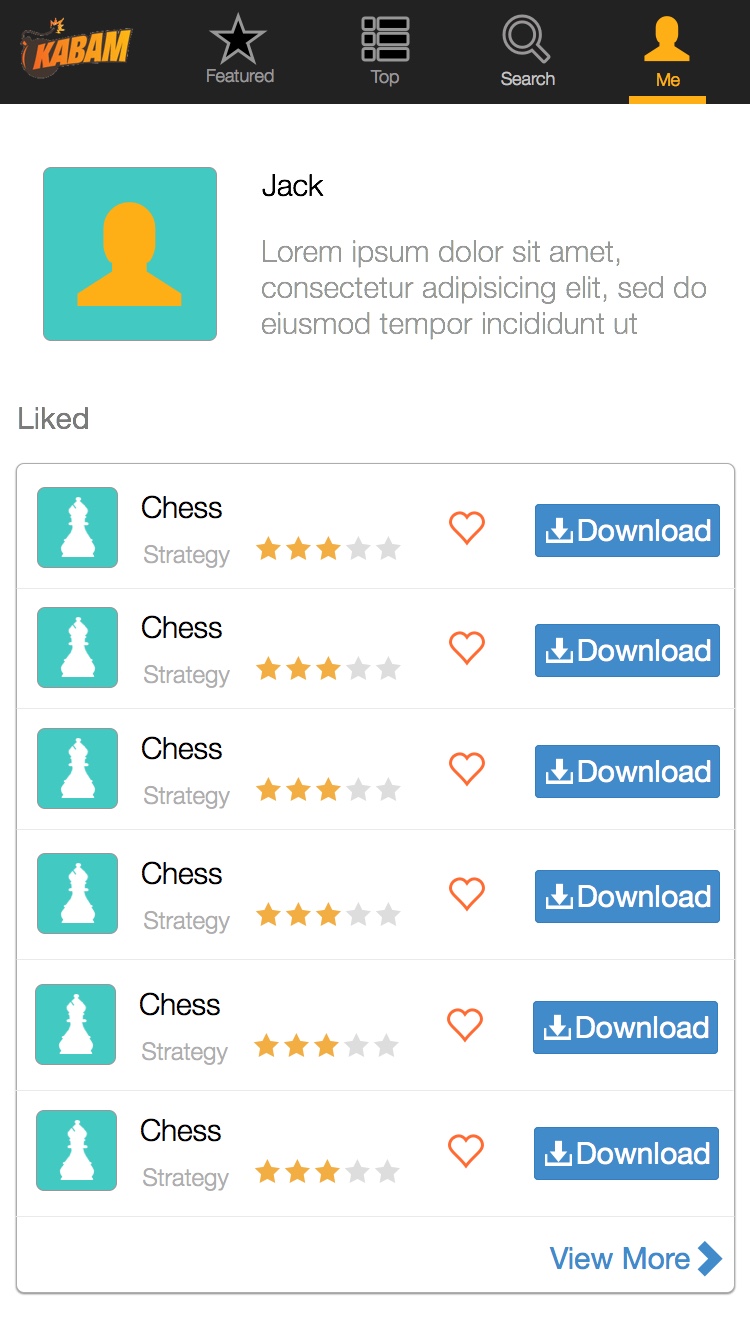 KABAM
Featured
Top
Search
Me
Jack
Lorem ipsum dolor sit amet,
consectetur adipisicing elit, sed do
eiusmod tempor incididunt ut
Liked
Chess
Strategy
Download
Chess
Strategy
Download
Chess
Strategy
Download
Chess
Strategy
Download
Chess
Strategy
Download
Chess
Strategy
Download
View More